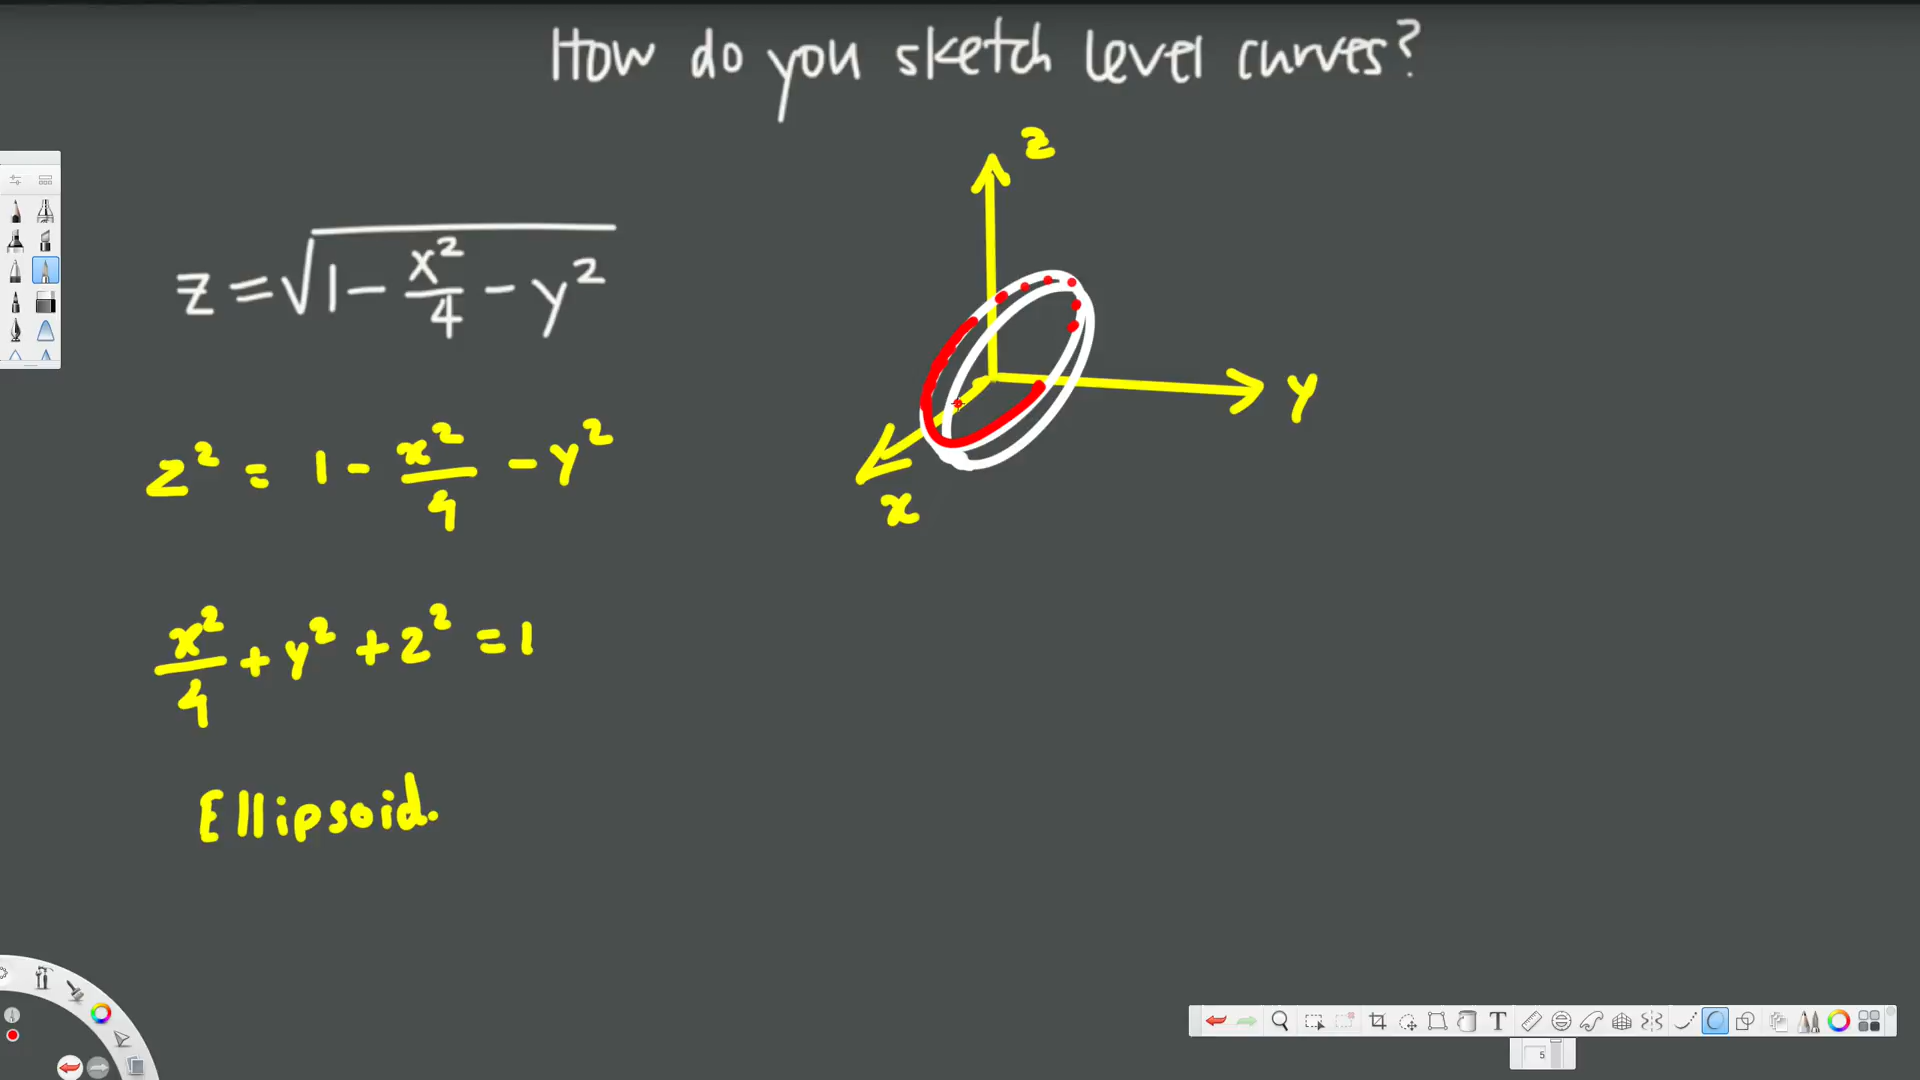 How do you sketch level curves?
z
z = √(1 - x²/4 - y²)
y
z² = 1 - x²/4 - y²
x
x²/4 + y² + z² = 1
Ellipsoid.
T
5